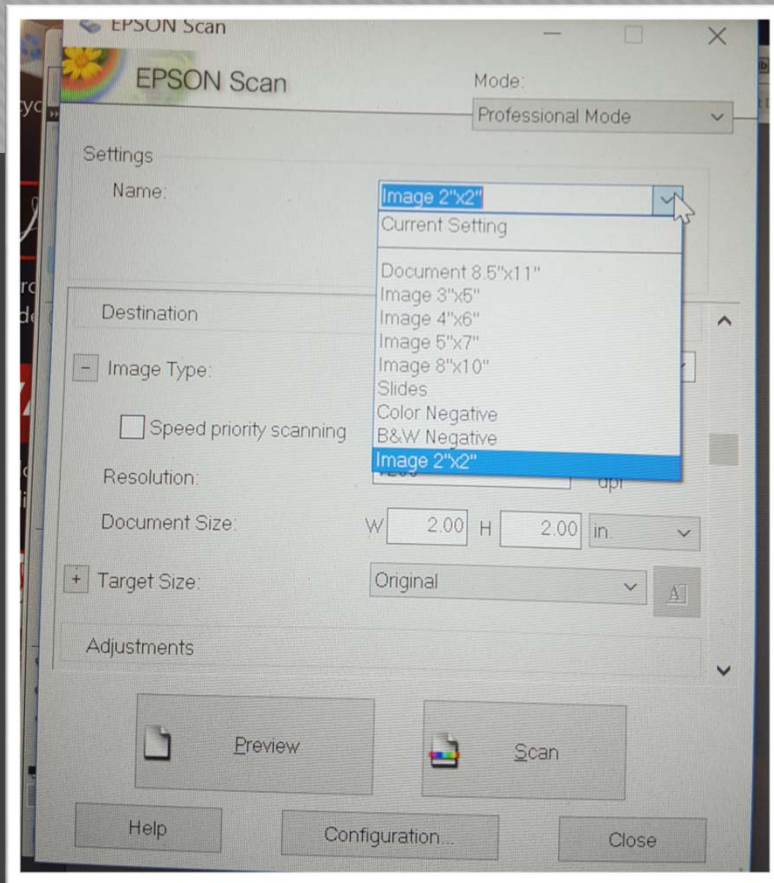 EPSON Scan
EPSON Scan
Mode:
Professional Mode
Settings
Name:
Image 2"x2"
Current Setting
Document 8.5"x11"
Image 3"x5"
Image 4"x6"
Image 5"x7"
Image 8"x10"
Slides
Color Negative
B&W Negative
Image 2"x2"
Destination
Image Type:
Speed priority scanning
Resolution:
dpi
Document Size:
W 2.00 H 2.00 in.
Target Size:
Original
Adjustments
Preview
Scan
Help
Configuration...
Close